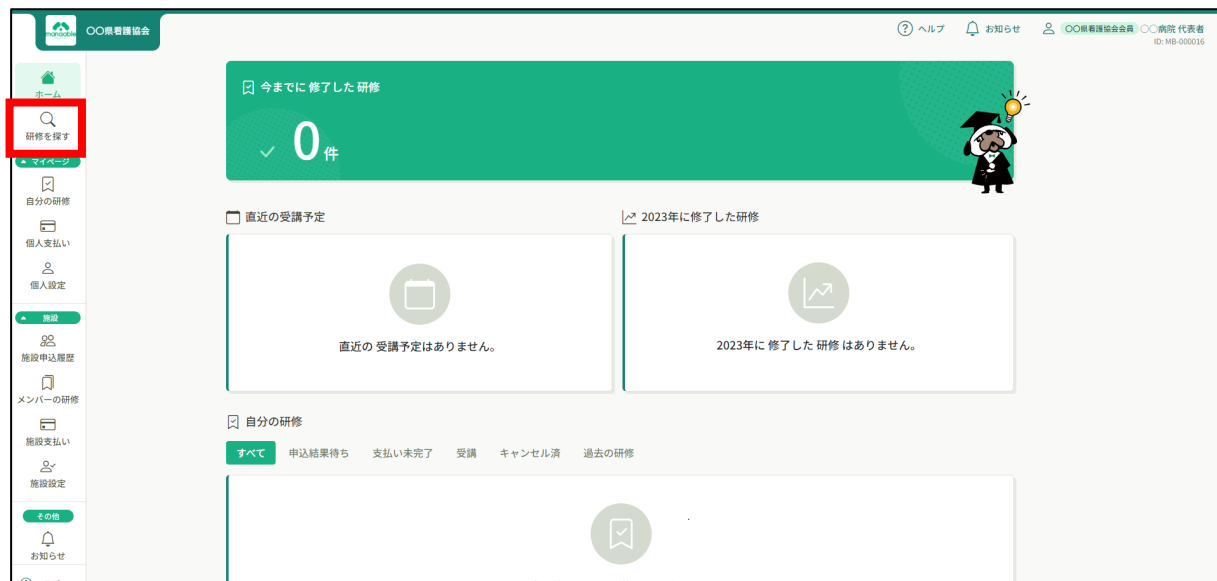 manaable
〇〇県看護協会
ヘルプ
お知らせ
〇〇県看護協会会員
〇〇病院 代表者
ID: MB-000016
ホーム
研修を探す
マイページ
自分の研修
個人支払い
個人設定
施設
施設申込履歴
メンバーの研修
施設支払い
施設設定
その他
お知らせ
今までに 修了した 研修
0件
直近の受講予定
直近の 受講予定はありません。
2023年に修了した研修
2023年に 修了した 研修 はありません。
自分の研修
すべて 申込結果待ち 支払い未完了 受講 キャンセル済 過去の研修